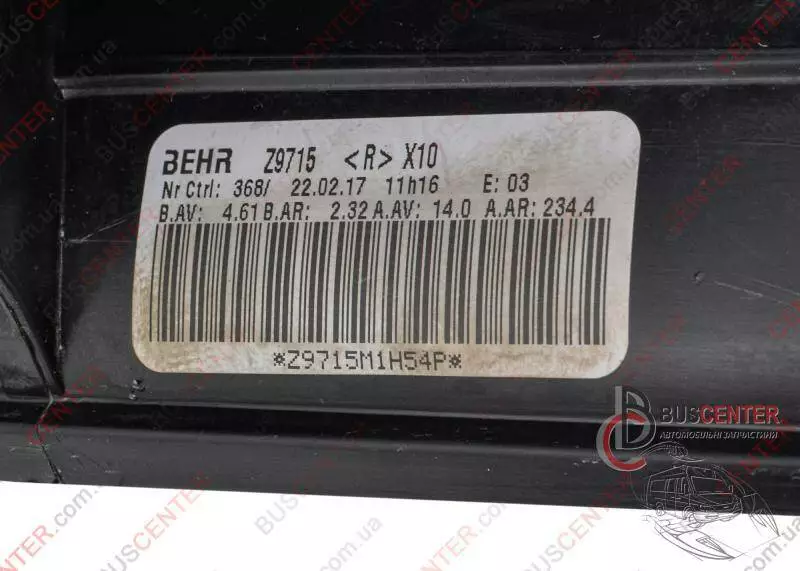 BEHR Z9715 <R> X10
Nr Ctrl: 368/ 22.02.17 11h16 E: 03
B.AV: 4.61 B.AR: 2.32 A.AV: 14.0 A.AR: 234.4
*Z9715M1H54P*
BUSCENTER
АВТОМОБІЛЬНІ ЗАПЧАСТИНИ
BUSCENTER.com.ua